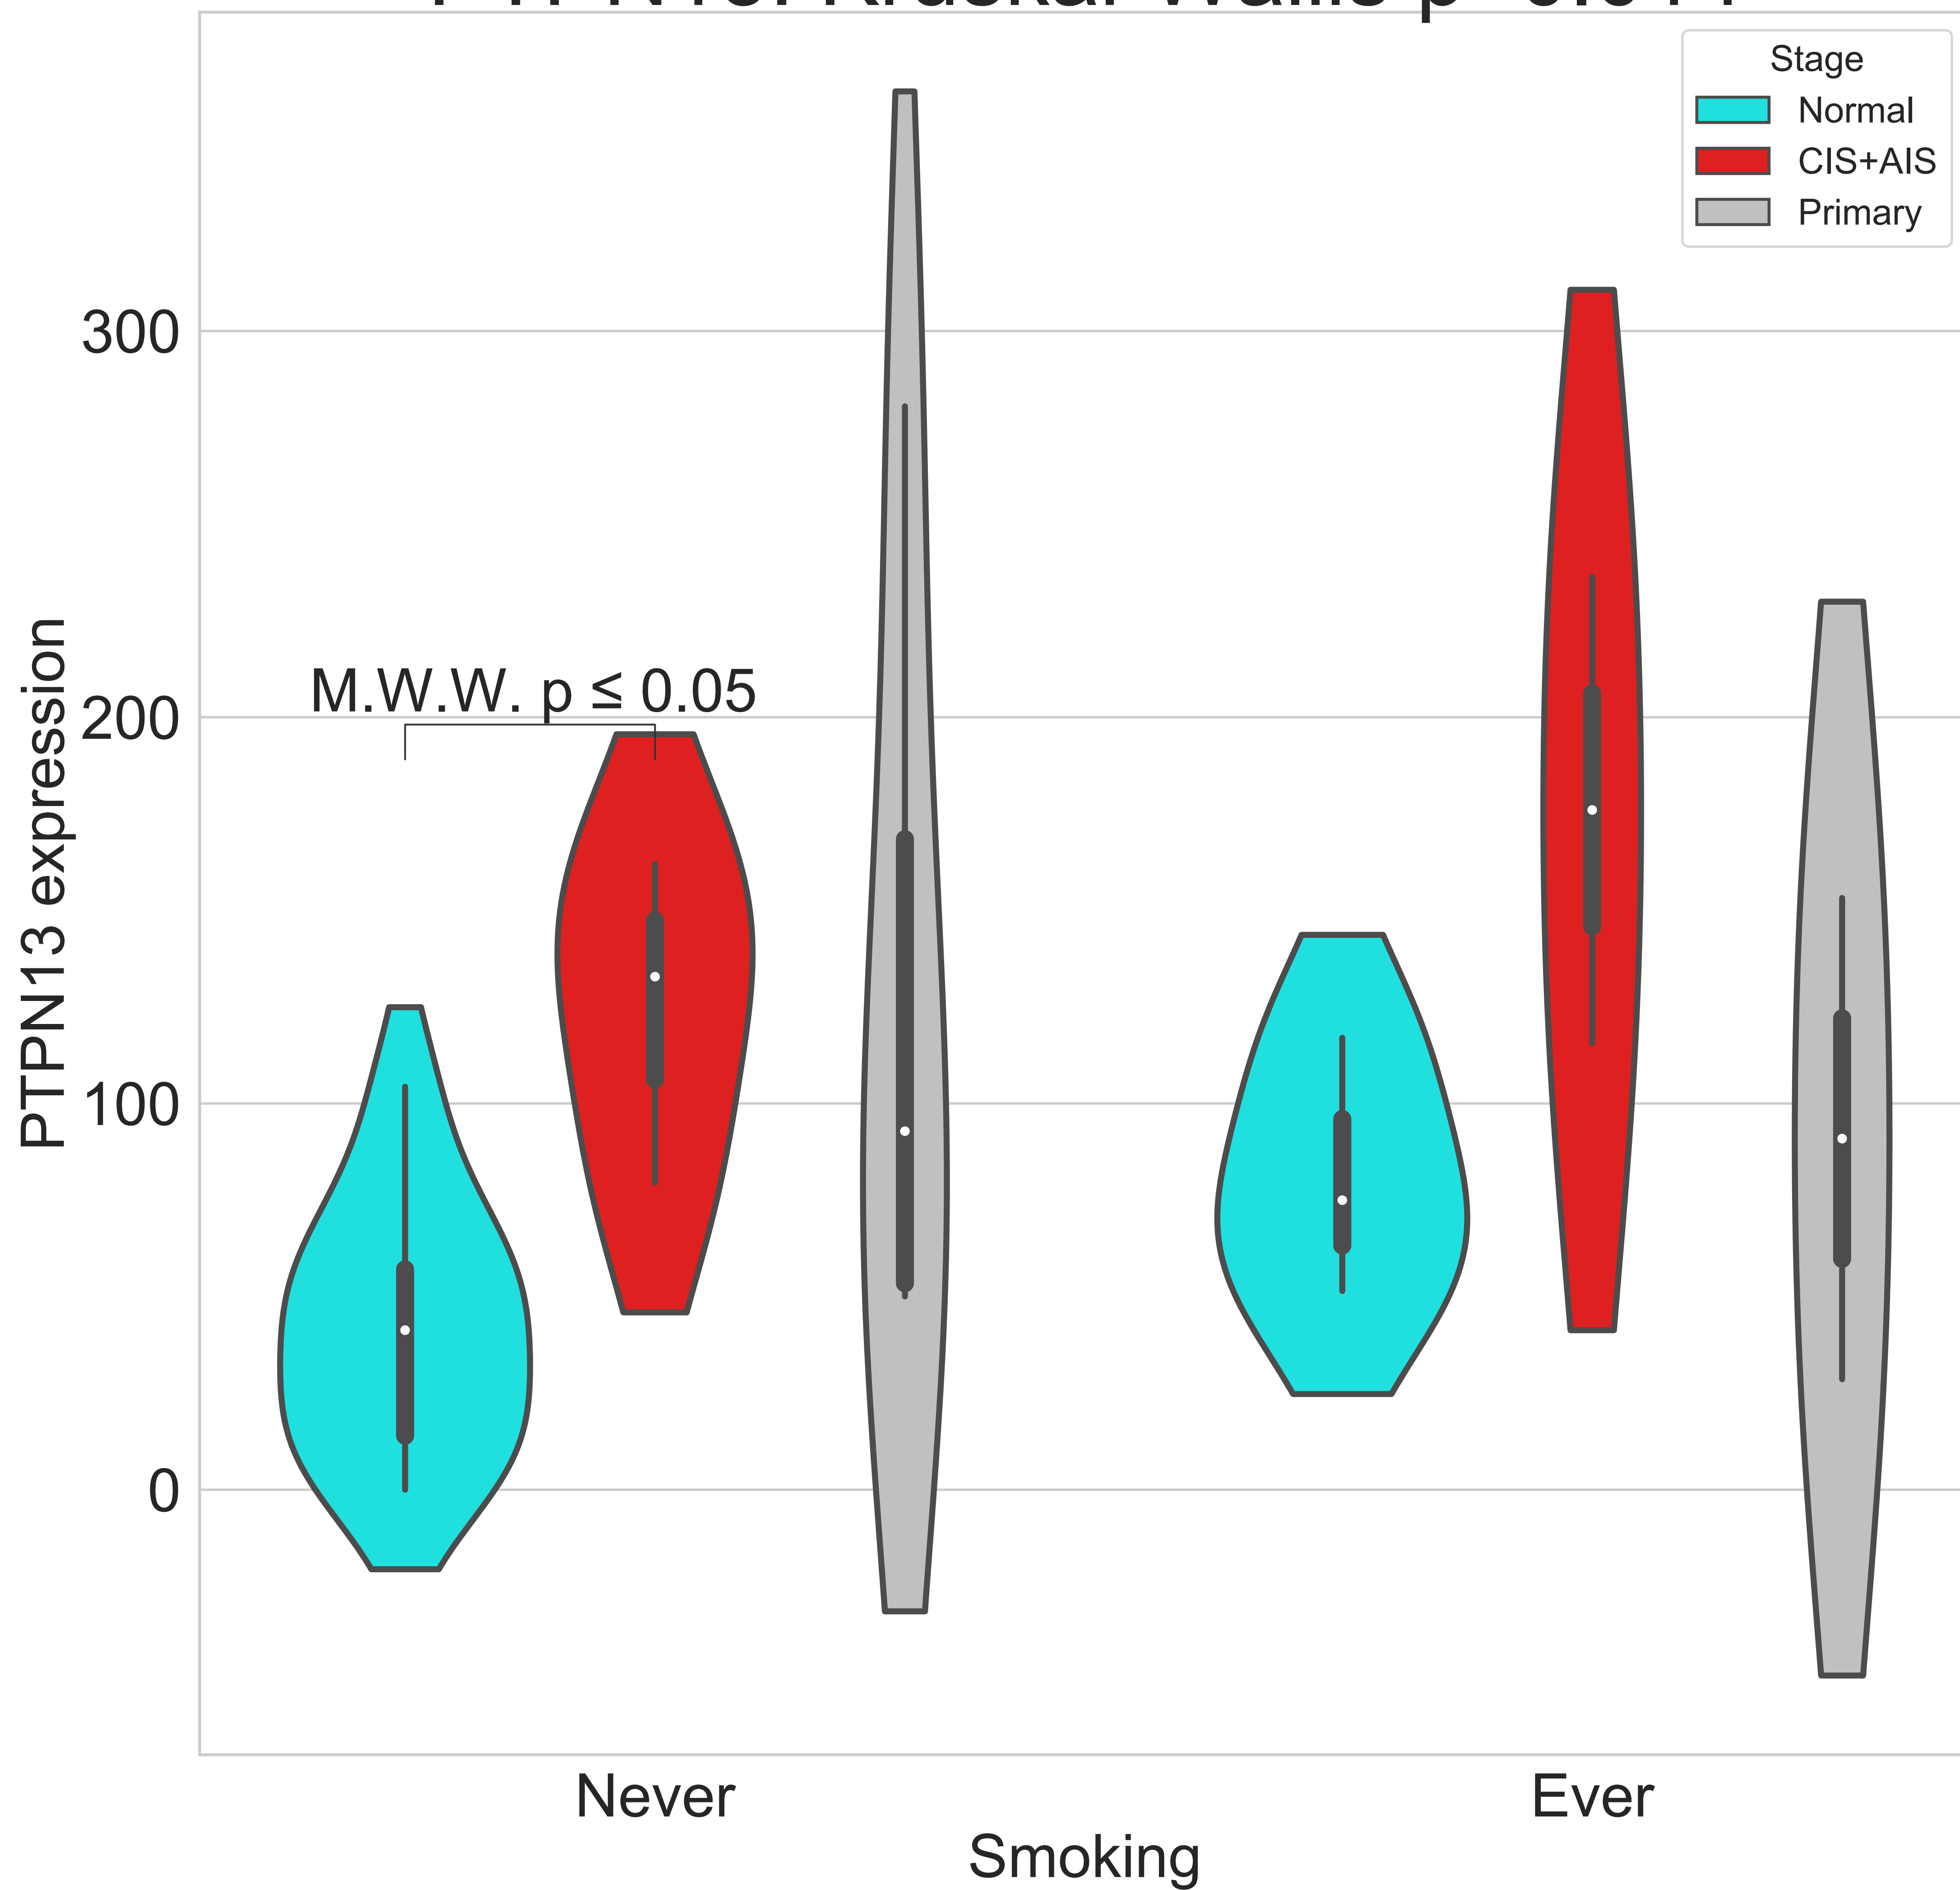 Stage
Normal
CIS+AIS
Primary
300
200
100
0
PTPN13 expression
M.W.W. p ≤ 0.05
Never
Ever
Smoking